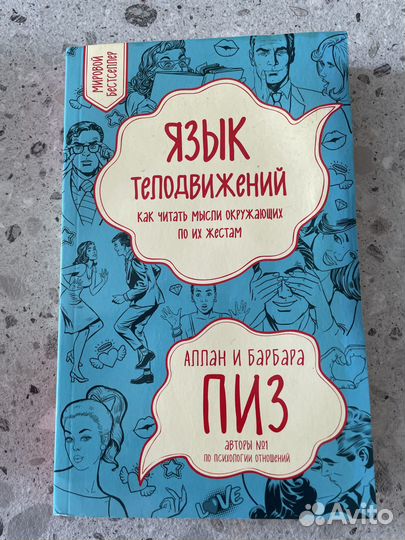 МИРОВОЙ
БЕСТСЕЛЛЕР
ЯЗЫК
ТЕЛОДВИЖЕНИЙ
КАК ЧИТАТЬ МЫСЛИ ОКРУЖАЮЩИХ
ПО ИХ ЖЕСТАМ
АЛЛАН И БАРБАРА
ПИЗ
АВТОРЫ №1
ПО ПСИХОЛОГИИ ОТНОШЕНИЙ
LOVE
Avito